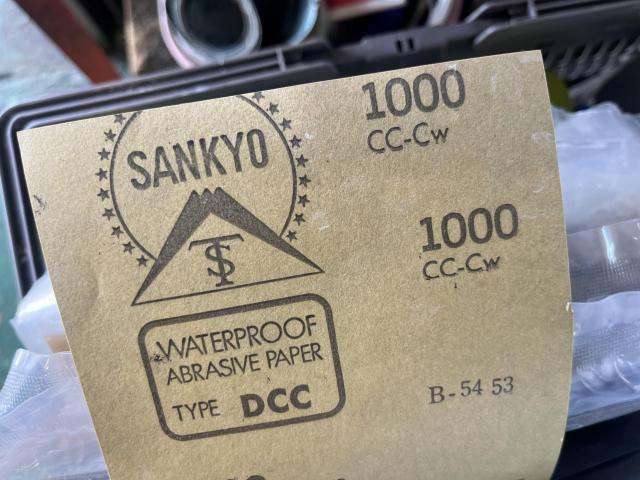 SANKYO
TS
WATERPROOF
ABRASIVE PAPER
TYPE DCC
1000
CC-Cw
1000
CC-Cw
B-54 53